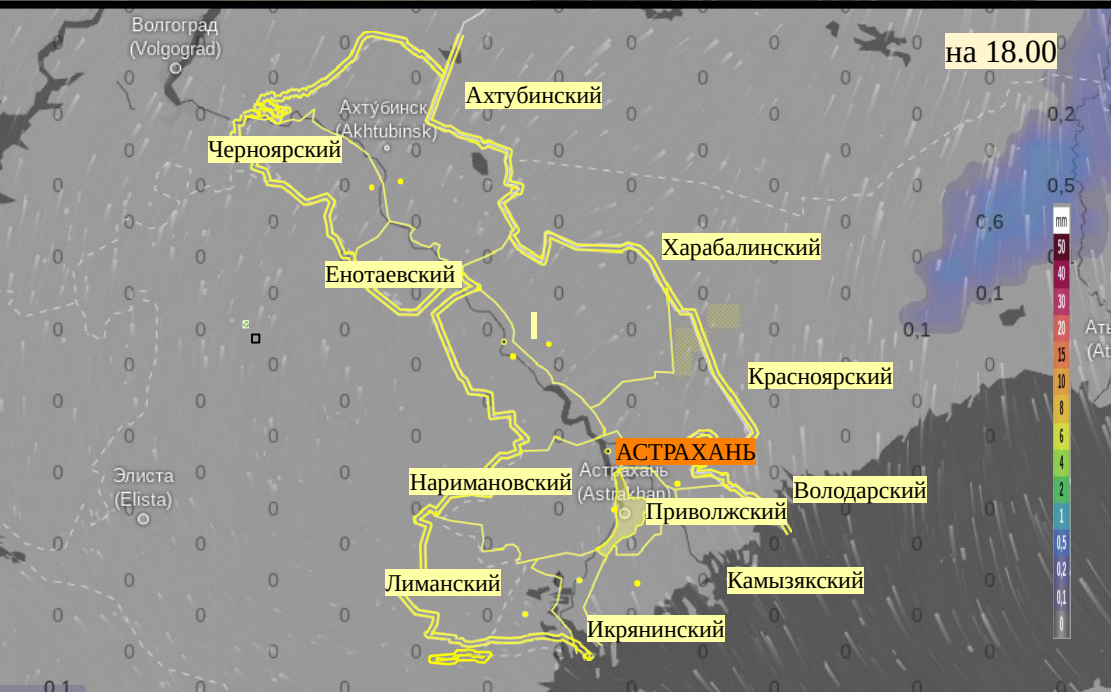 Волгоград
(Volgograd)
на 18.00
Ахтубинский
Ахтубинск
(Akhtubinsk)
Черноярский
0,2
0,5
0,6
Харабалинский
Енотаевский
0,1
0,1
mm
50
40
30
20
15
10
8
6
4
2
1
0,5
0,2
0,1
0
Аты
(At
Красноярский
АСТРАХАНЬ
Астрахань
(Astrakhan)
Элиста
(Elista)
Наримановский
Володарский
Приволжский
Лиманский
Камызякский
Икрянинский
0,1